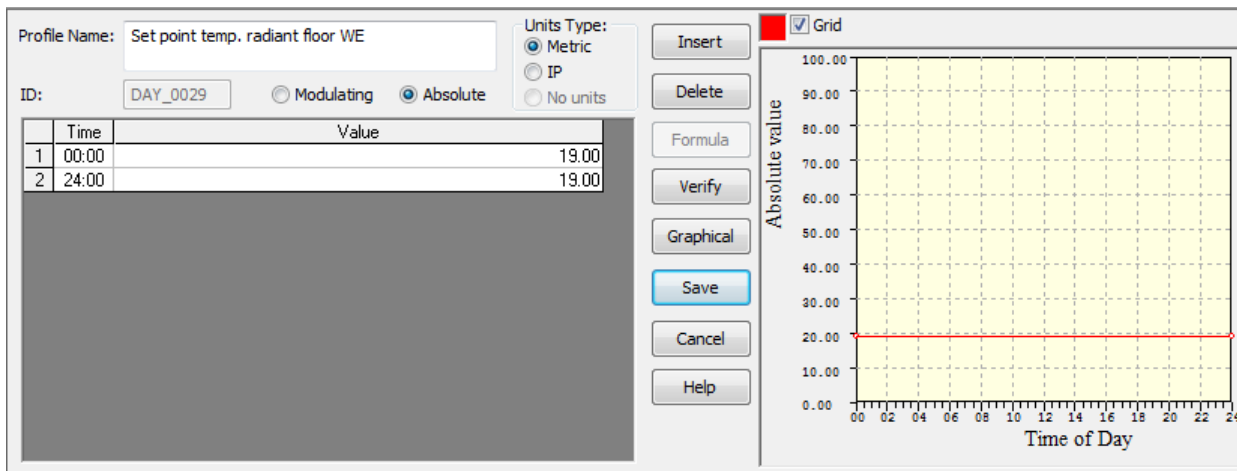 Profile Name: Set point temp. radiant floor WE
Units Type:
Metric
IP
No units
ID: DAY_0029 Modulating Absolute
Time Value
1 00:00 19.00
2 24:00 19.00
Insert
Delete
Formula
Verify
Graphical
Save
Cancel
Help
Grid
Absolute value
100.00
90.00
80.00
70.00
60.00
50.00
40.00
30.00
20.00
10.00
0.00
00 02 04 06 08 10 12 14 16 18 20 22 24
Time of Day